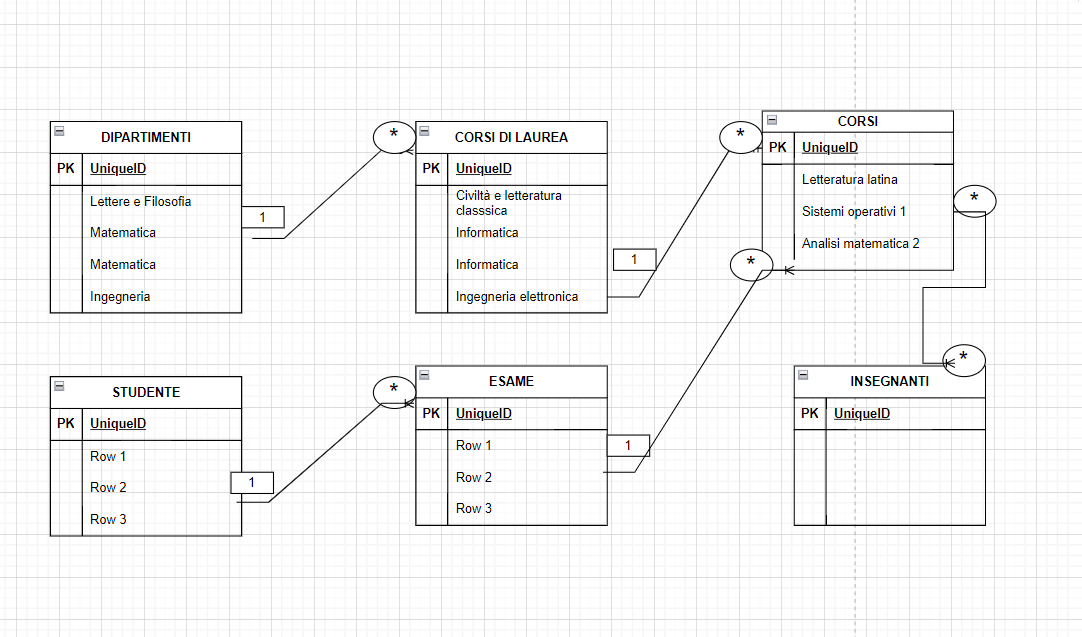 DIPARTIMENTI
PK UniqueID
Lettere e Filosofia
Matematica
Matematica
Ingegneria
1
*
CORSI DI LAUREA
PK UniqueID
Civiltà e letteratura
classsica
Informatica
Informatica
Ingegneria elettronica
1
*
CORSI
PK UniqueID
Letteratura latina
Sistemi operativi 1
Analisi matematica 2
*
*
STUDENTE
PK UniqueID
Row 1
Row 2
Row 3
1
*
ESAME
PK UniqueID
Row 1
Row 2
Row 3
1
*
INSEGNANTI
PK UniqueID